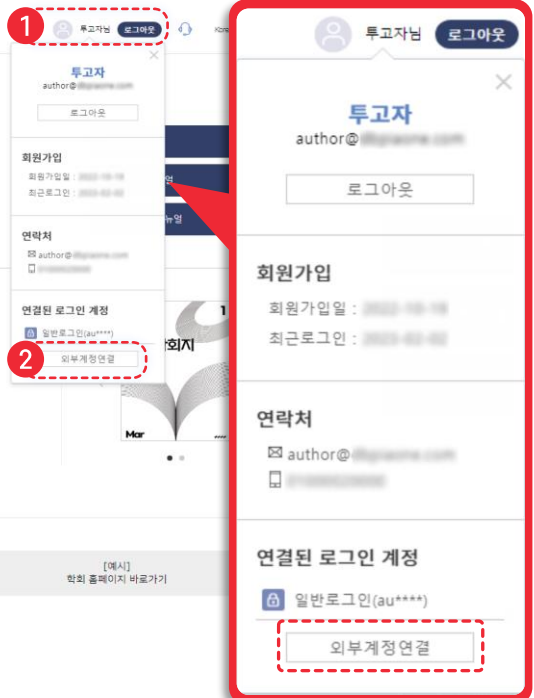 1
투고자님 로그아웃
Kore
투고자
author@
로그아웃
회원가입
회원가입일 :
최근로그인 :
연락처
author@
연결된 로그인 계정
일반로그인(au****)
2
외부계정연결
얼
뉴얼
1
학회지
Mar
[예시]
학회 홈페이지 바로가기
투고자님 로그아웃
투고자
author@
로그아웃
회원가입
회원가입일 :
최근로그인 :
연락처
author@
연결된 로그인 계정
일반로그인(au****)
외부계정연결